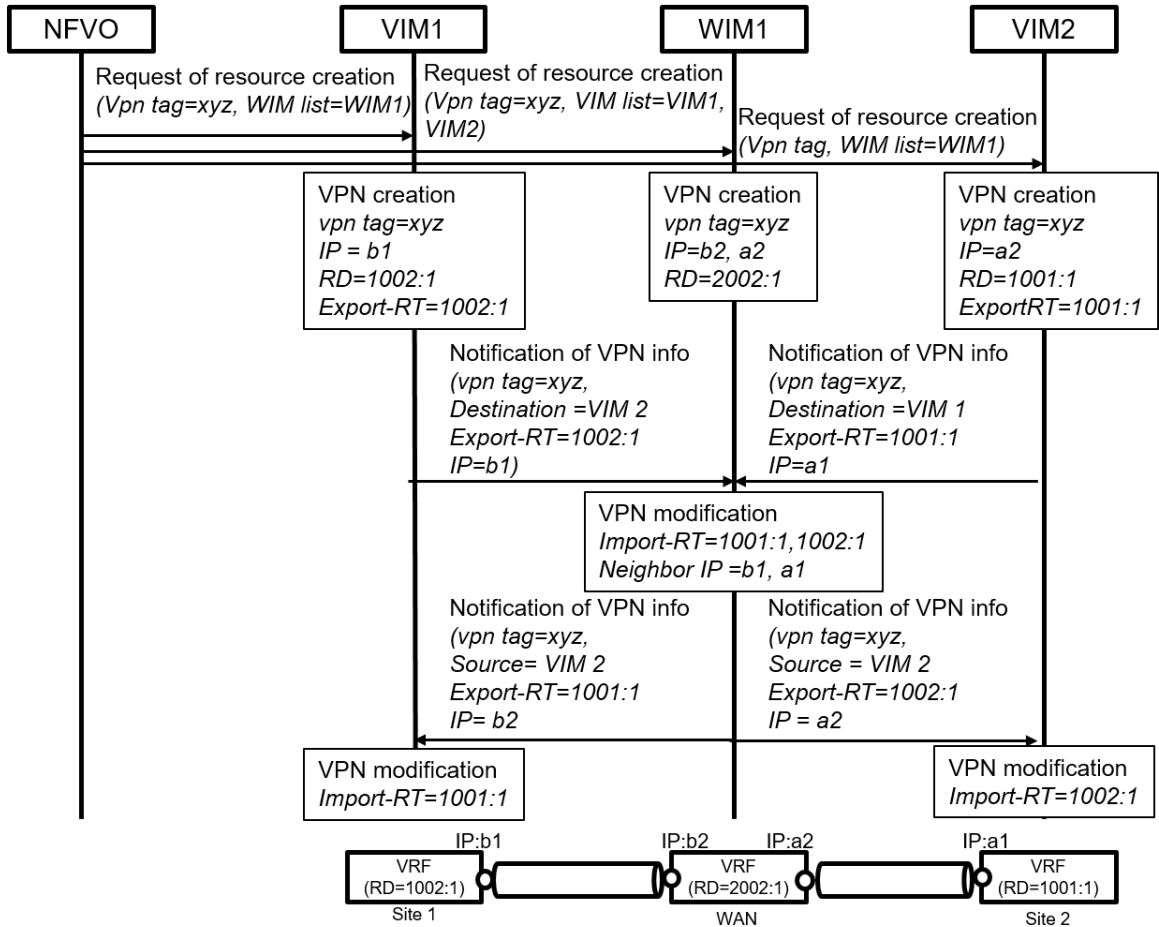 NFVO
VIM1
WIM1
VIM2
Request of resource creation
(Vpn tag=xyz, WIM list=WIM1)
Request of resource creation
(Vpn tag=xyz, VIM list=VIM1,
VIM2)
Request of resource creation
(Vpn tag, WIM list=WIM1)
VPN creation
vpn tag=xyz
IP = b1
RD=1002:1
Export-RT=1002:1
VPN creation
vpn tag=xyz
IP=b2, a2
RD=2002:1
VPN creation
vpn tag=xyz
IP=a2
RD=1001:1
ExportRT=1001:1
Notification of VPN info
(vpn tag=xyz,
Destination =VIM 2
Export-RT=1002:1
IP=b1)
Notification of VPN info
(vpn tag=xyz,
Destination =VIM 1
Export-RT=1001:1
IP=a1
VPN modification
Import-RT=1001:1,1002:1
Neighbor IP =b1, a1
Notification of VPN info
(vpn tag=xyz,
Source= VIM 2
Export-RT=1001:1
IP= b2
Notification of VPN info
(vpn tag=xyz,
Source = VIM 2
Export-RT=1002:1
IP = a2
VPN modification
Import-RT=1001:1
VPN modification
Import-RT=1002:1
IP:b1
IP:b2
IP:a2
IP:a1
VRF
(RD=1002:1)
VRF
(RD=2002:1)
VRF
(RD=1001:1)
Site 1
WAN
Site 2